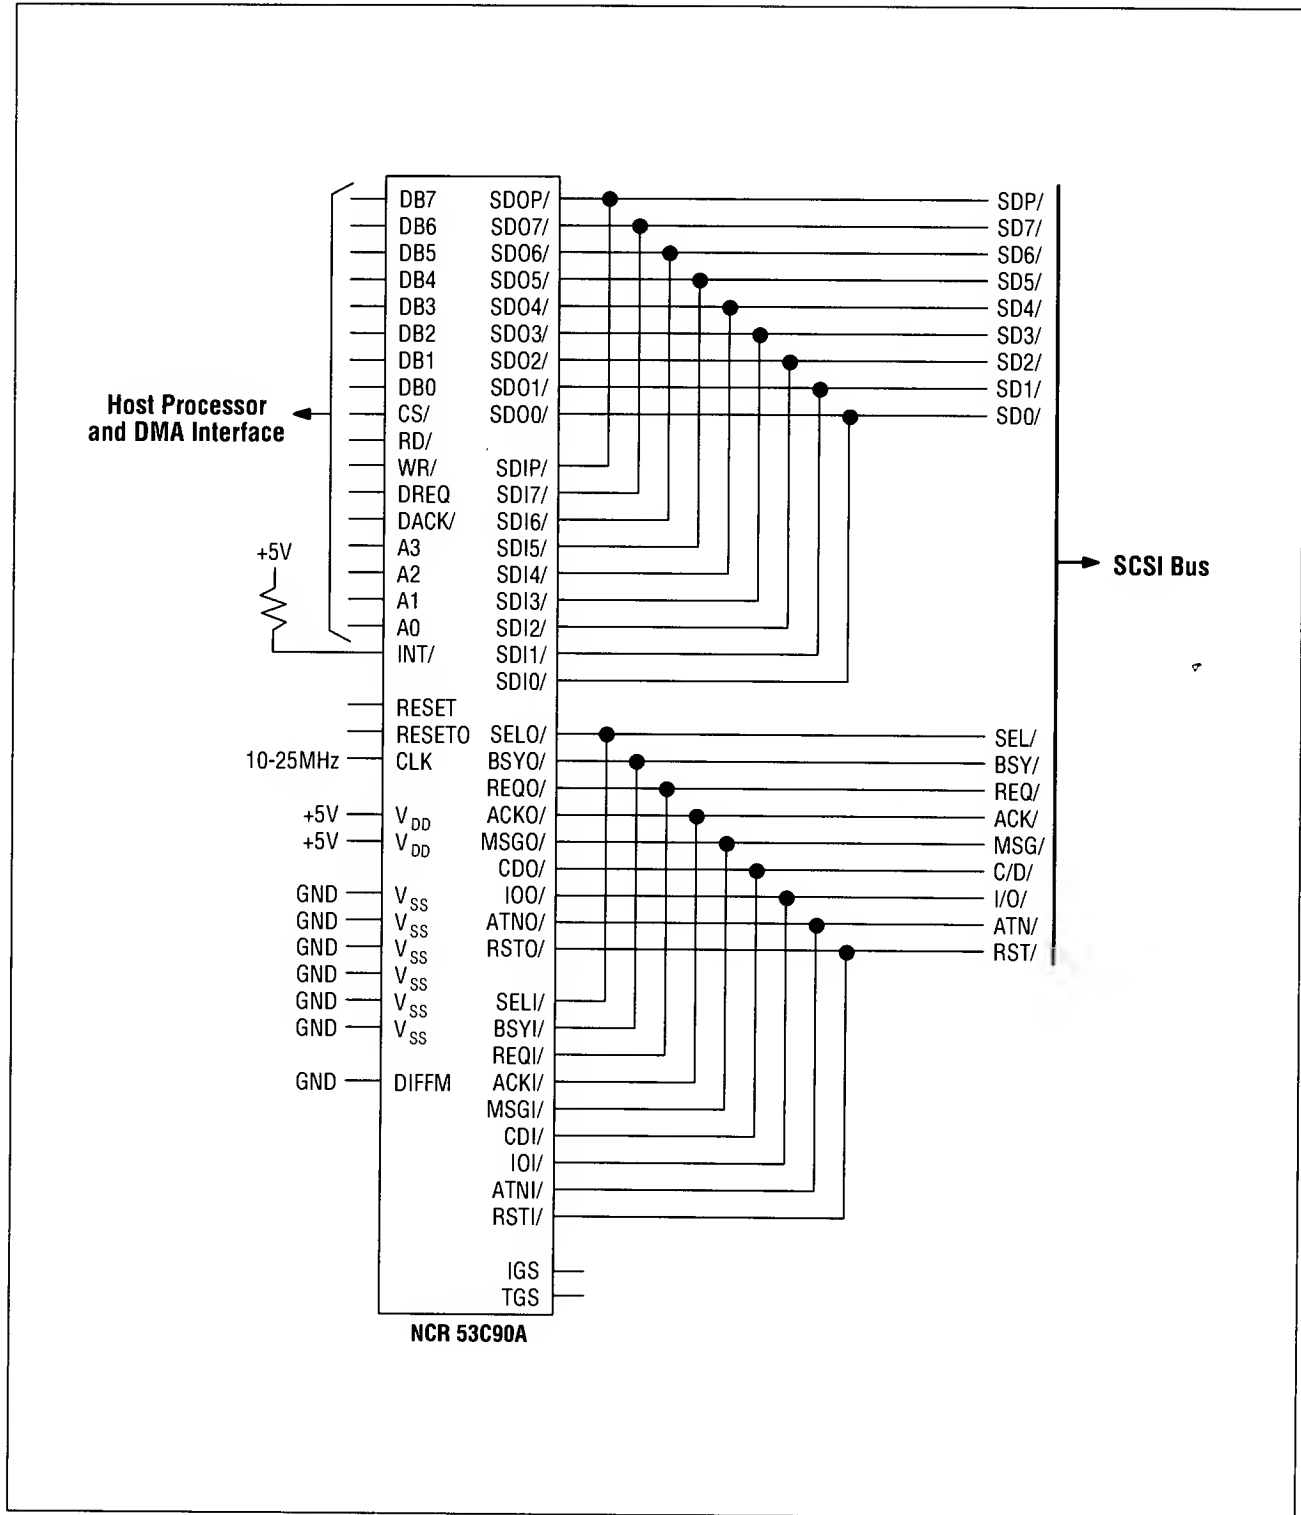 DB7 SDOP/ SDP/
DB6 SDO7/ SD7/
DB5 SDO6/ SD6/
DB4 SDO5/ SD5/
DB3 SDO4/ SD4/
DB2 SDO3/ SD3/
DB1 SDO2/ SD2/
DB0 SDO1/ SD1/
Host Processor
and DMA Interface
CS/ SDO0/ SD0/
RD/
WR/ SDIP/
DREQ SDI7/
DACK/ SDI6/
+5V
A3 SDI5/
A2 SDI4/
SCSI Bus
A1 SDI3/
A0 SDI2/
INT/ SDI1/
SDI0/
RESET
RESETO SELO/ SEL/
10-25MHz CLK BSYO/ BSY/
REQO/ REQ/
+5V VDD ACKO/ ACK/
+5V VDD MSGO/ MSG/
CDO/ C/D/
GND VSS IOO/ I/O/
GND VSS ATNO/ ATN/
GND VSS RSTO/ RST/
GND VSS
GND VSS SELI/
GND VSS BSYI/
REQI/
GND DIFFM ACKI/
MSGI/
CDI/
IOI/
ATNI/
RSTI/
IGS
TGS
NCR 53C90A